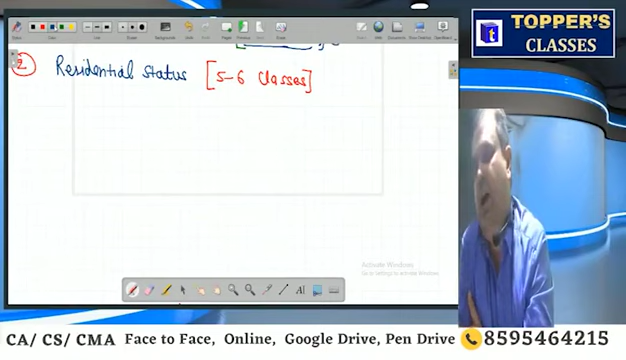 TOPPER'S
CLASSES
2 Residential Status [5-6 Classes]
Activate Windows
Go to Settings to activate Windows.
CA/ CS/ CMA Face to Face, Online, Google Drive, Pen Drive 8595464215